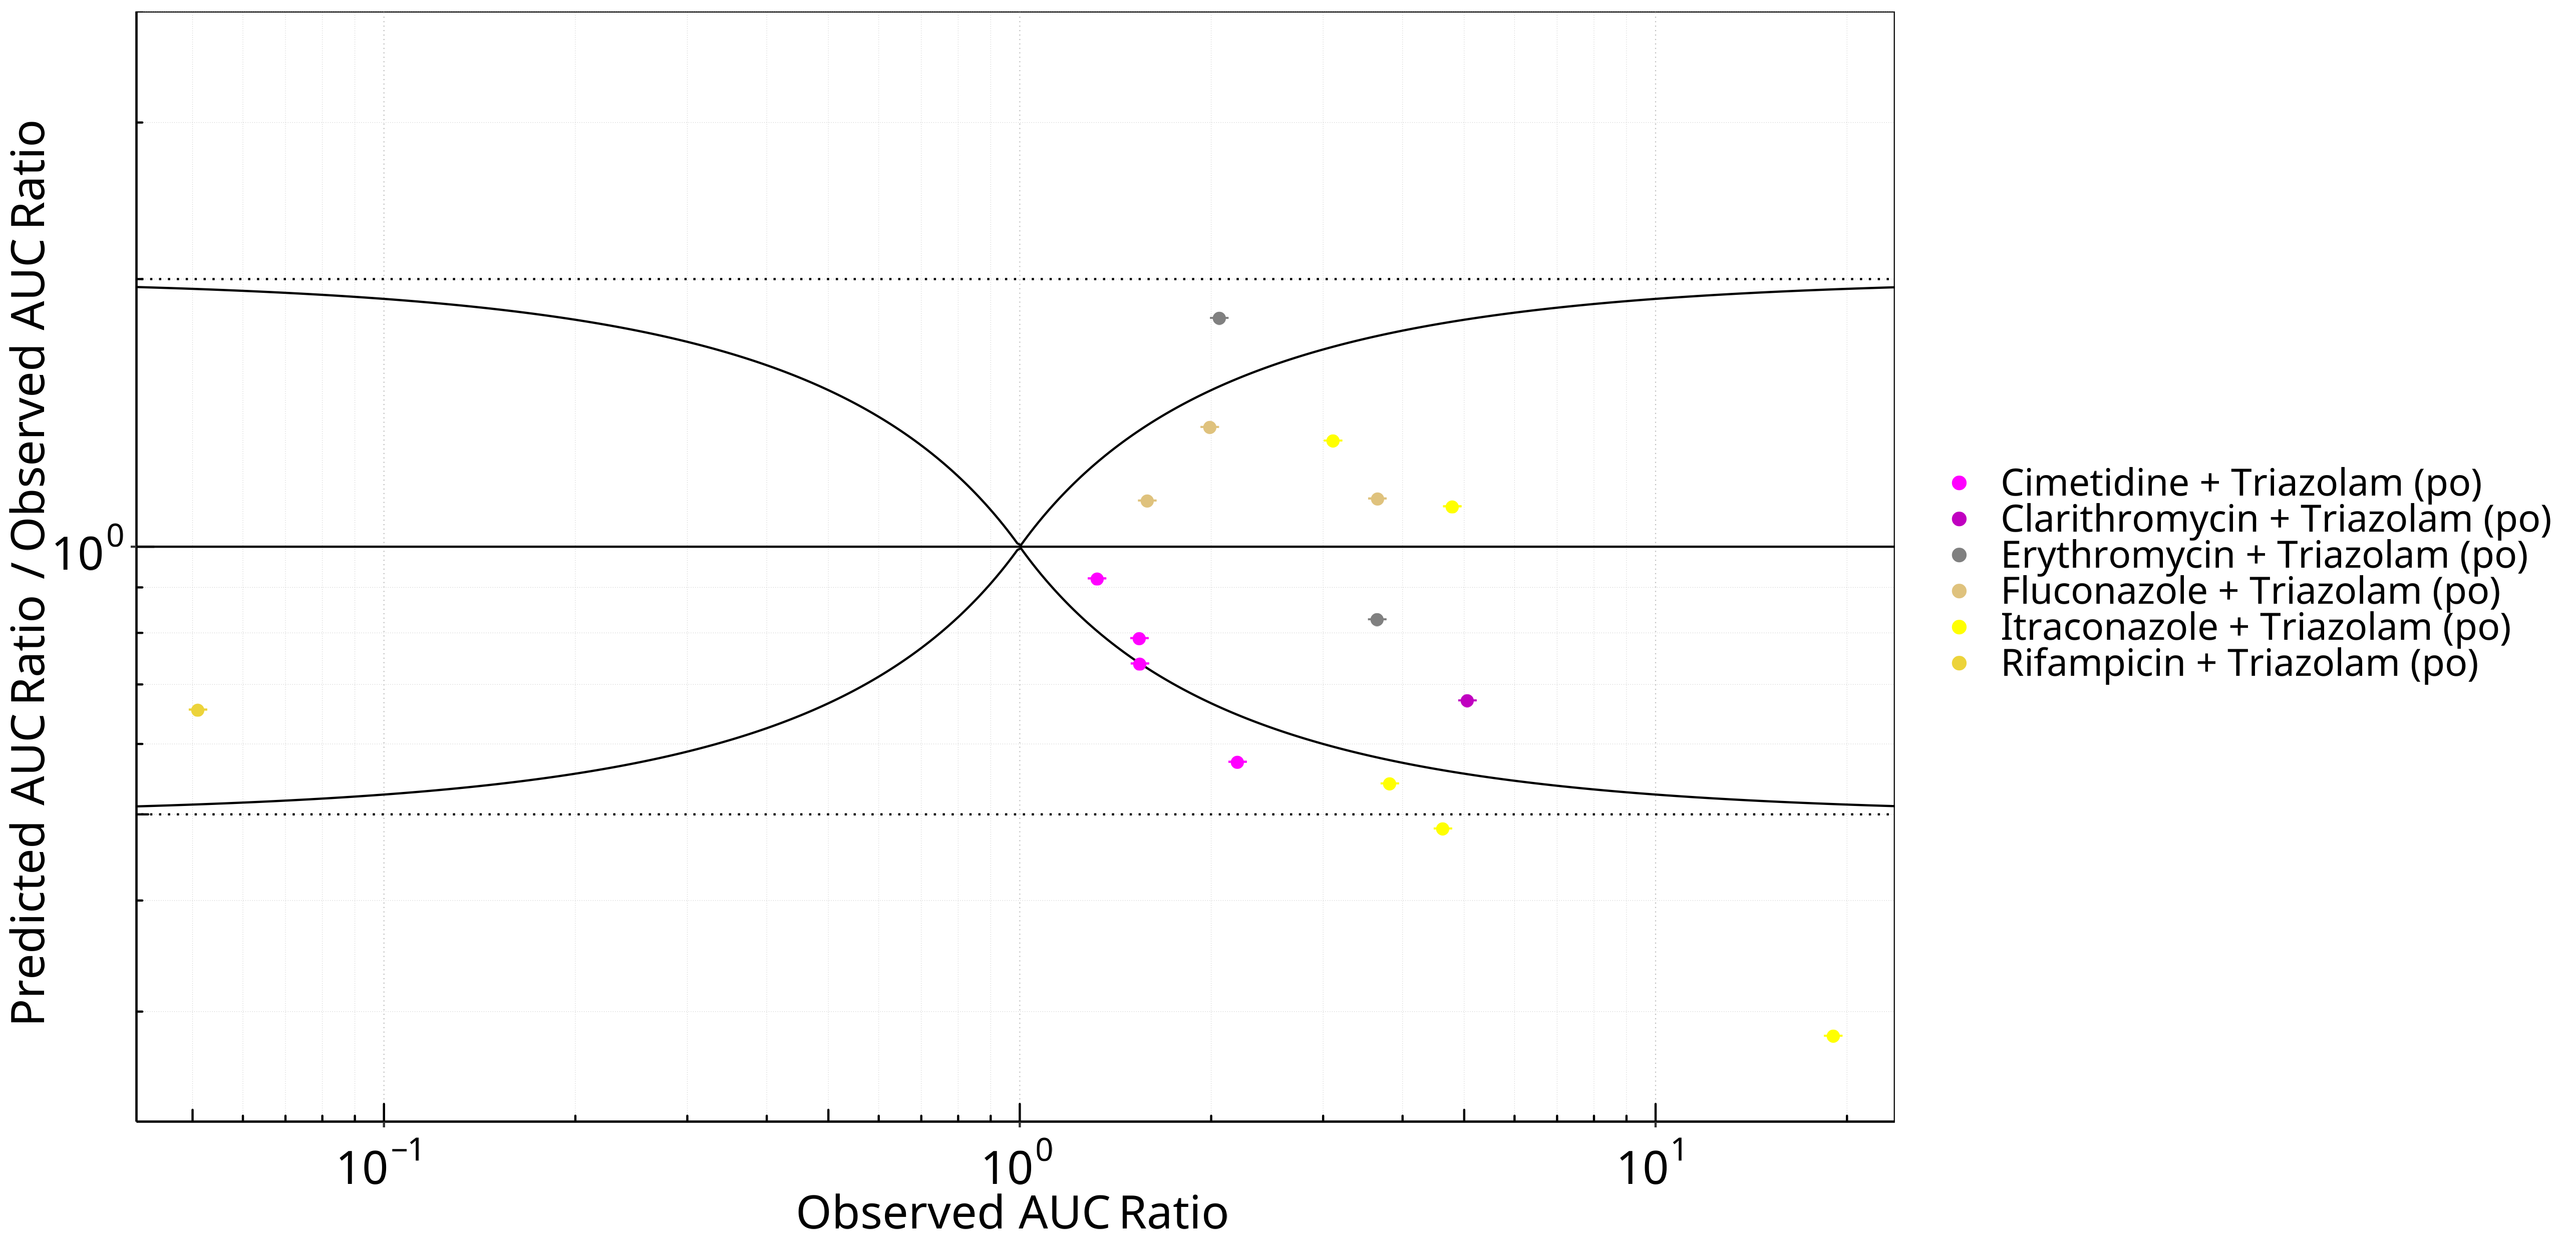 Predicted AUC Ratio / Observed AUC Ratio
10⁰
10⁻¹
10⁰
10¹
Observed AUC Ratio
Cimetidine + Triazolam (po)
Clarithromycin + Triazolam (po)
Erythromycin + Triazolam (po)
Fluconazole + Triazolam (po)
Itraconazole + Triazolam (po)
Rifampicin + Triazolam (po)